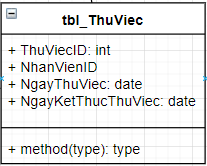 tbl_ThuViec
+ ThuViecID: int
+ NhanVienID
+ NgayThuViec: date
+ NgayKetThucThuViec: date
+ method(type): type